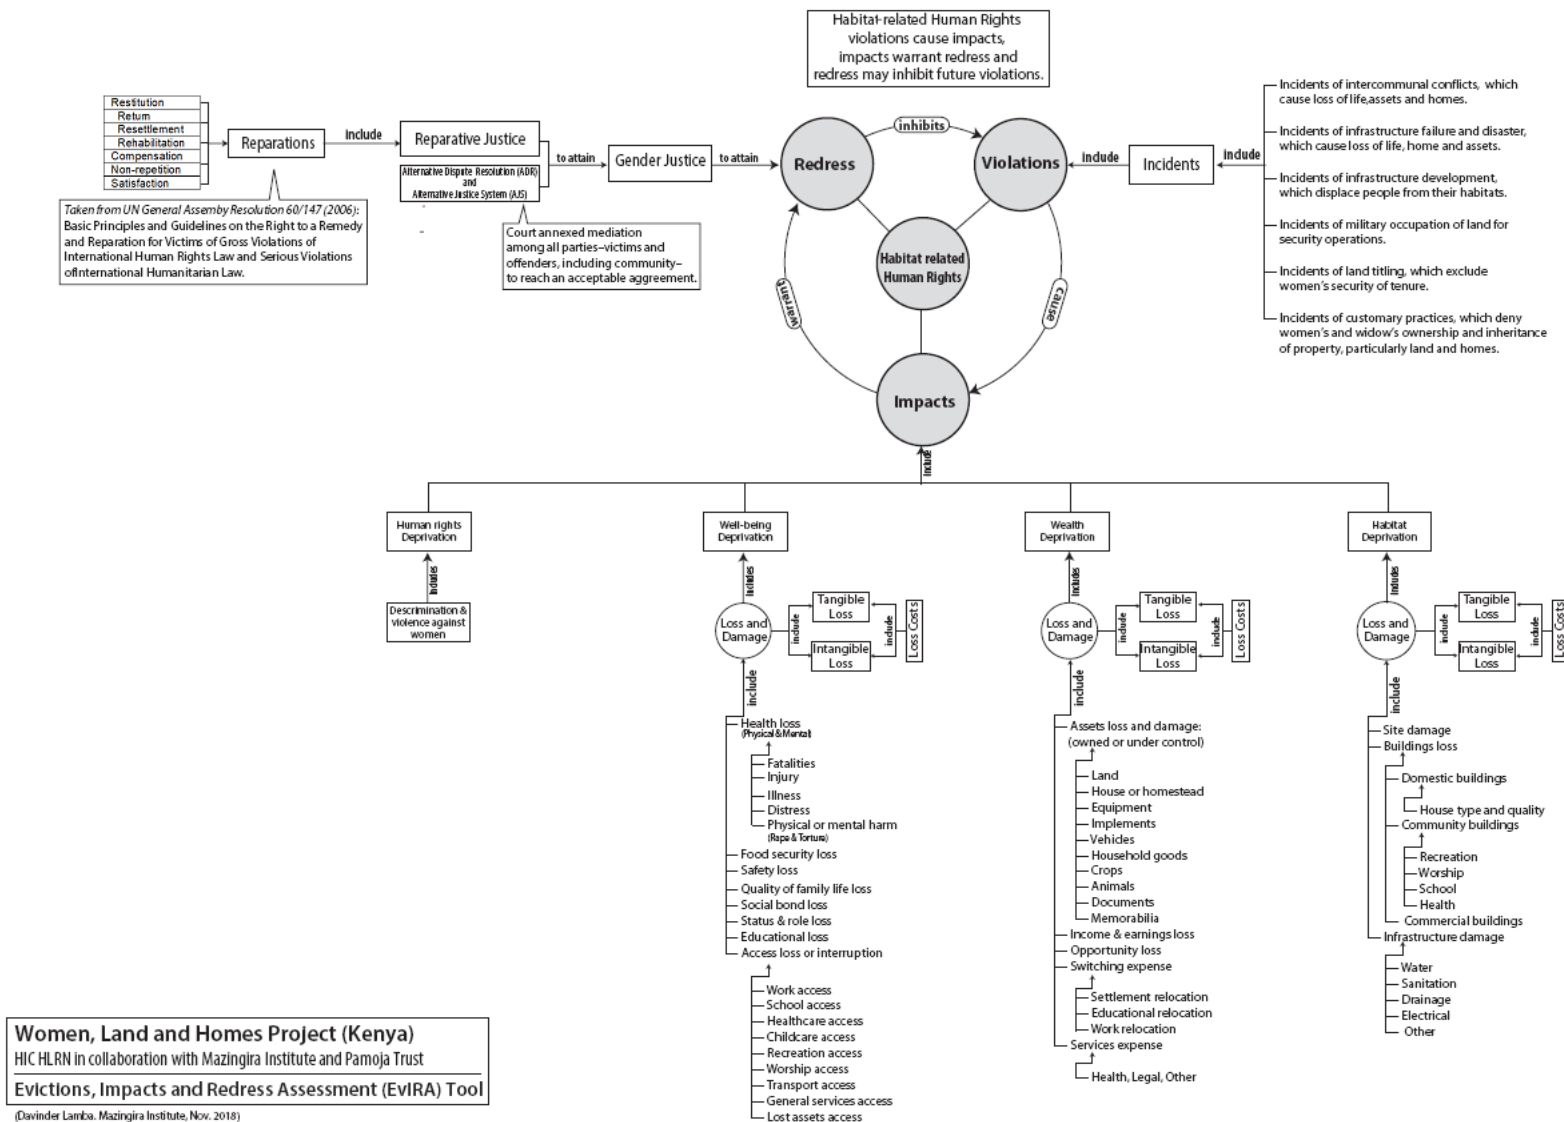 Habitat-related Human Rights
violations cause impacts,
impacts warrant redress and
redress may inhibit future violations.
Restitution
Return
Resettlement
Rehabilitation
Compensation
Non-repetition
Satisfaction
Reparations
include
Reparative Justice
Alternative Dispute Resolution (ADR)
and
Alternative Justice System (AJS)
to attain
Gender Justice
to attain
Redress
inhibits
Violations
include
Incidents
include
Incidents of intercommunal conflicts, which
cause loss of life,assets and homes.
Incidents of infrastructure failure and disaster,
which cause loss of life, home and assets.
Incidents of infrastructure development,
which displace people from their habitats.
Incidents of military occupation of land for
security operations.
Incidents of land titling, which exclude
women's security of tenure.
Incidents of customary practices, which deny
women's and widow's ownership and inheritance
of property, particularly land and homes.
Taken from UN General Assemby Resolution 60/147 (2006):
Basic Principles and Guidelines on the Right to a Remedy
and Reparation for Victims of Gross Violations of
International Human Rights Law and Serious Violations
ofInternational Humanitarian Law.
Court annexed mediation
among all parties–victims and
offenders, including community–
to reach an acceptable aggreement.
Habitat related
Human Rights
warrant
cause
Impacts
include
Human rights
Deprivation
includes
Descrimination &
violence against
women
Well-being
Deprivation
includes
Loss and
Damage
include
Tangible
Loss
Intangible
Loss
include
Loss Costs
include
Health loss
(Physical & Mental)
Fatalities
Injury
Illness
Distress
Physical or mental harm
(Rape & Torture)
Food security loss
Safety loss
Quality of family life loss
Social bond loss
Status & role loss
Educational loss
Access loss or interruption
Work access
School access
Healthcare access
Childcare access
Recreation access
Worship access
Transport access
General services access
Lost assets access
Wealth
Deprivation
includes
Loss and
Damage
include
Tangible
Loss
Intangible
Loss
include
Loss Costs
include
Assets loss and damage:
(owned or under control)
Land
House or homestead
Equipment
Implements
Vehicles
Household goods
Crops
Animals
Documents
Memorabilia
Income & earnings loss
Opportunity loss
Switching expense
Settlement relocation
Educational relocation
Work relocation
Services expense
Health, Legal, Other
Habitat
Deprivation
includes
Loss and
Damage
include
Tangible
Loss
Intangible
Loss
include
Loss Costs
include
Site damage
Buildings loss
Domestic buildings
House type and quality
Community buildings
Recreation
Worship
School
Health
Commercial buildings
Infrastructure damage
Water
Sanitation
Drainage
Electrical
Other
Women, Land and Homes Project (Kenya)
HIC HLRN in collaboration with Mazingira Institute and Pamoja Trust
Evictions, Impacts and Redress Assessment (EvIRA) Tool
(Davinder Lamba. Mazingira Institute, Nov. 2018)